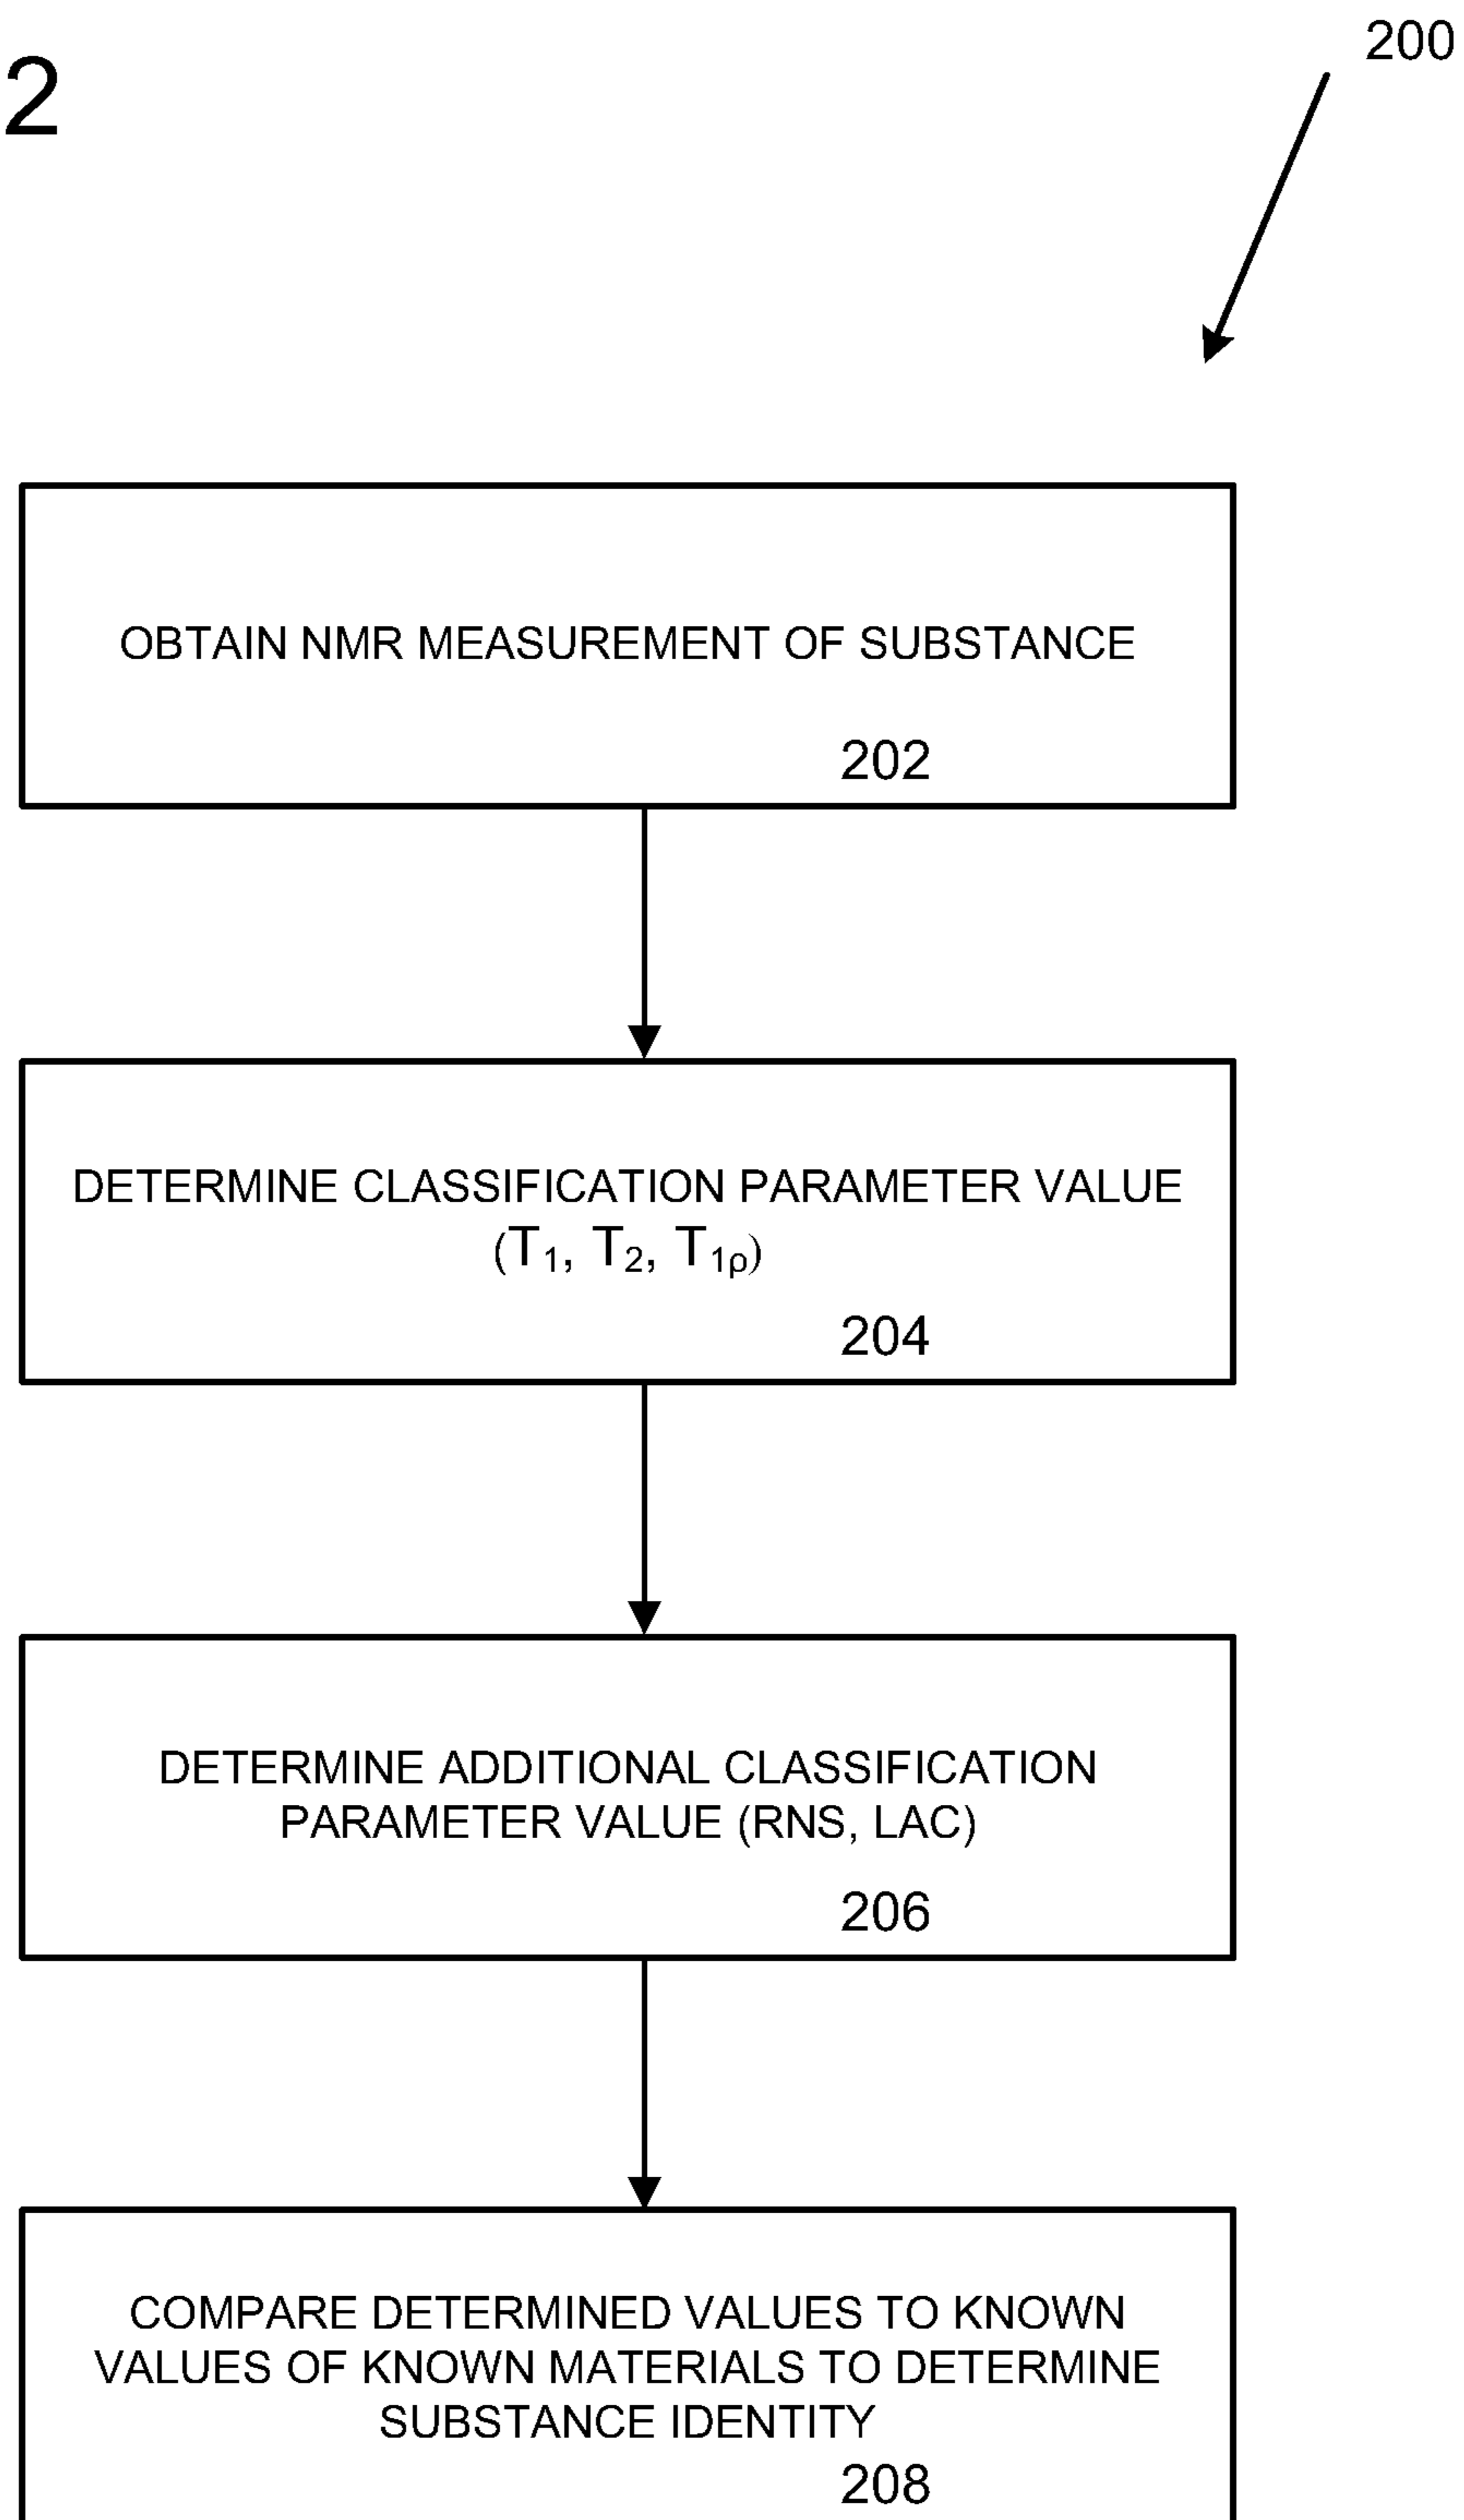 2
200
OBTAIN NMR MEASUREMENT OF SUBSTANCE
202
DETERMINE CLASSIFICATION PARAMETER VALUE
(T₁, T₂, T₁ᵨ)
204
DETERMINE ADDITIONAL CLASSIFICATION
PARAMETER VALUE (RNS, LAC)
206
COMPARE DETERMINED VALUES TO KNOWN
VALUES OF KNOWN MATERIALS TO DETERMINE
SUBSTANCE IDENTITY
208